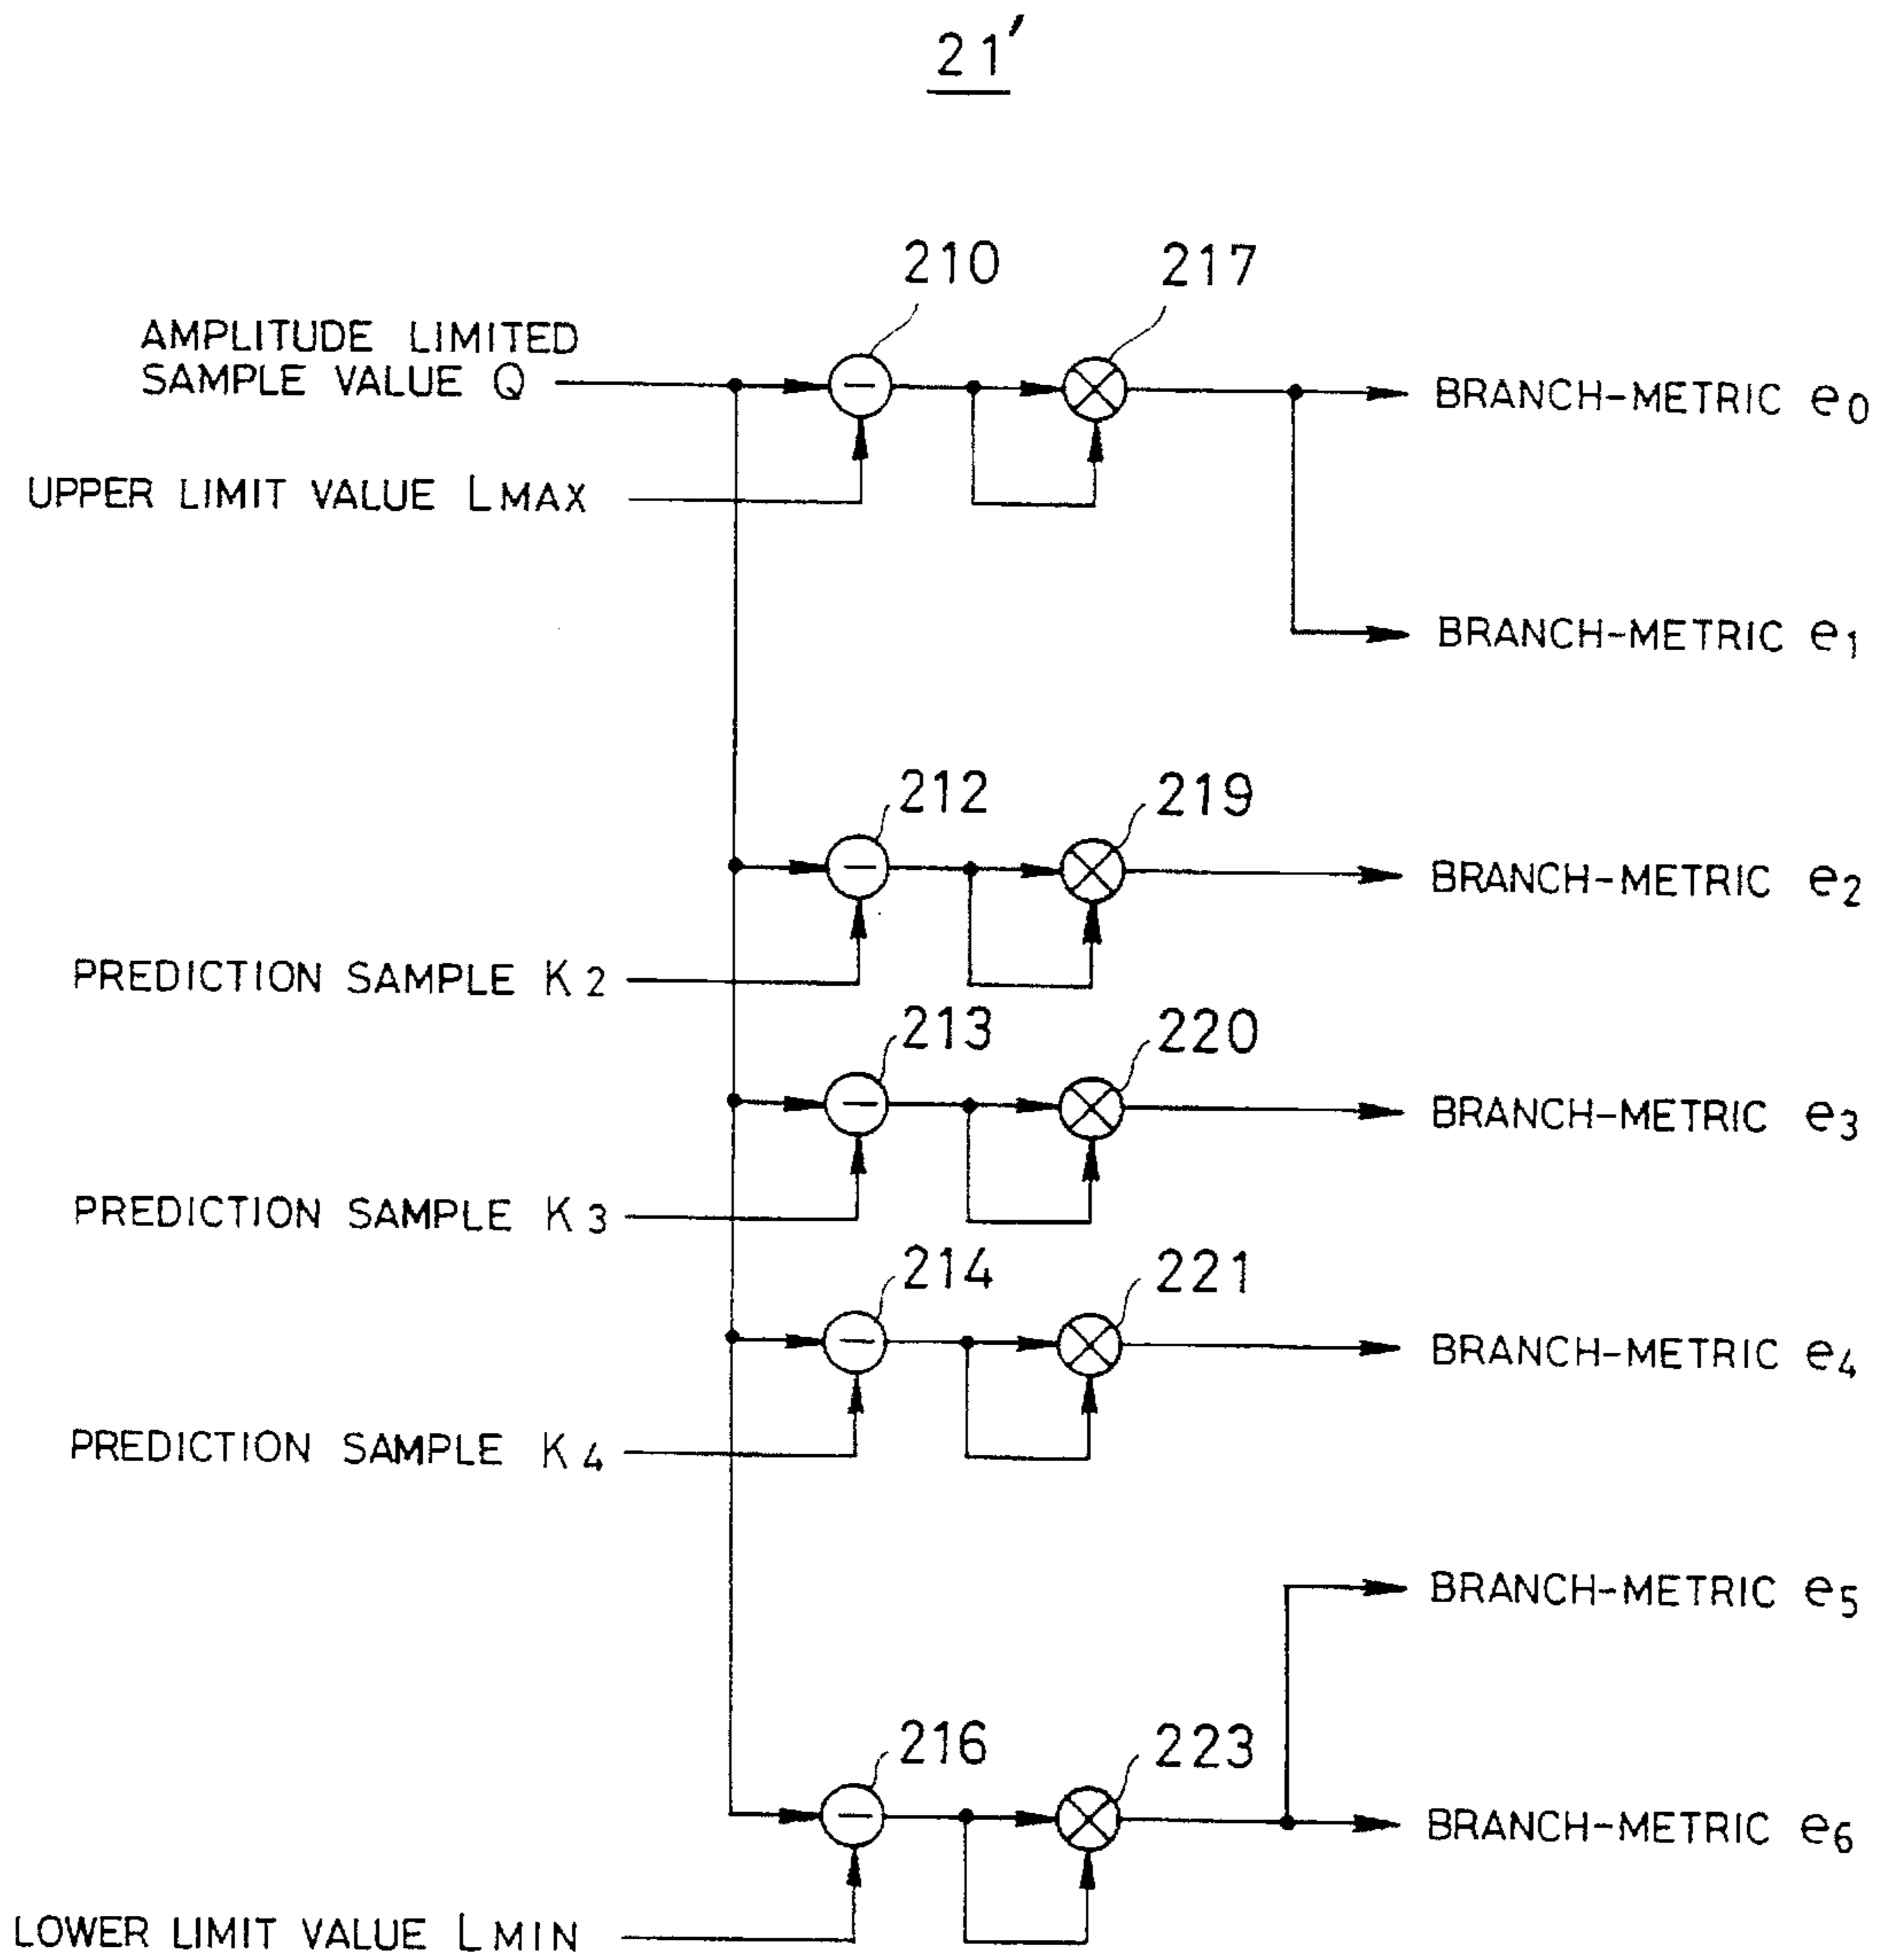 21'
210
217
AMPLITUDE LIMITED
SAMPLE VALUE Q
BRANCH-METRIC e0
UPPER LIMIT VALUE LMAX
BRANCH-METRIC e1
212
219
BRANCH-METRIC e2
PREDICTION SAMPLE K2
213
220
BRANCH-METRIC e3
PREDICTION SAMPLE K3
214
221
BRANCH-METRIC e4
PREDICTION SAMPLE K4
BRANCH-METRIC e5
216
223
BRANCH-METRIC e6
LOWER LIMIT VALUE LMIN